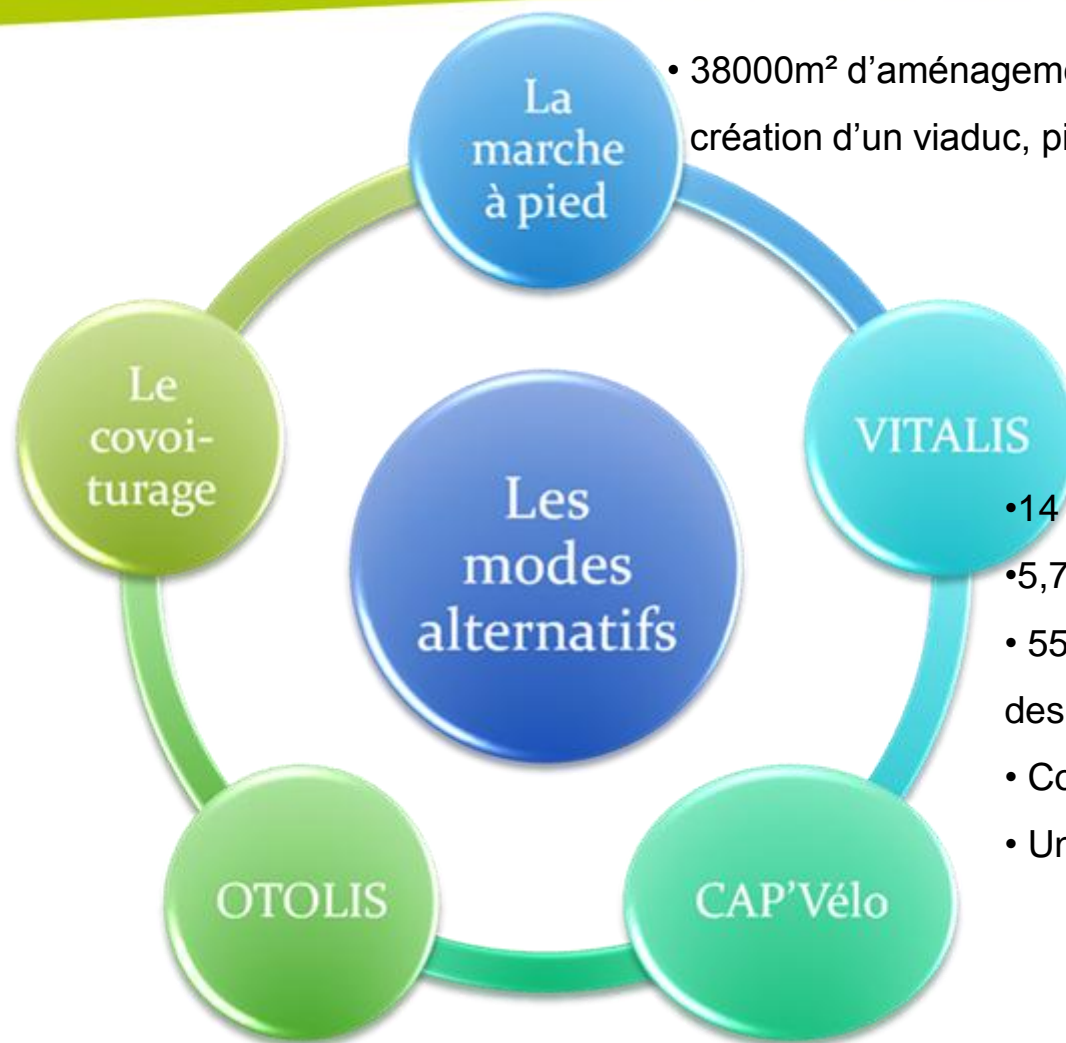 La
marche
à pied
• 38000m² d’aménageme
création d’un viaduc, pi
Le
covoi-
turage
VITALIS
Les
modes
alternatifs
•14
•5,7
• 55
des
• Co
• Un
OTOLIS
CAP’Vélo